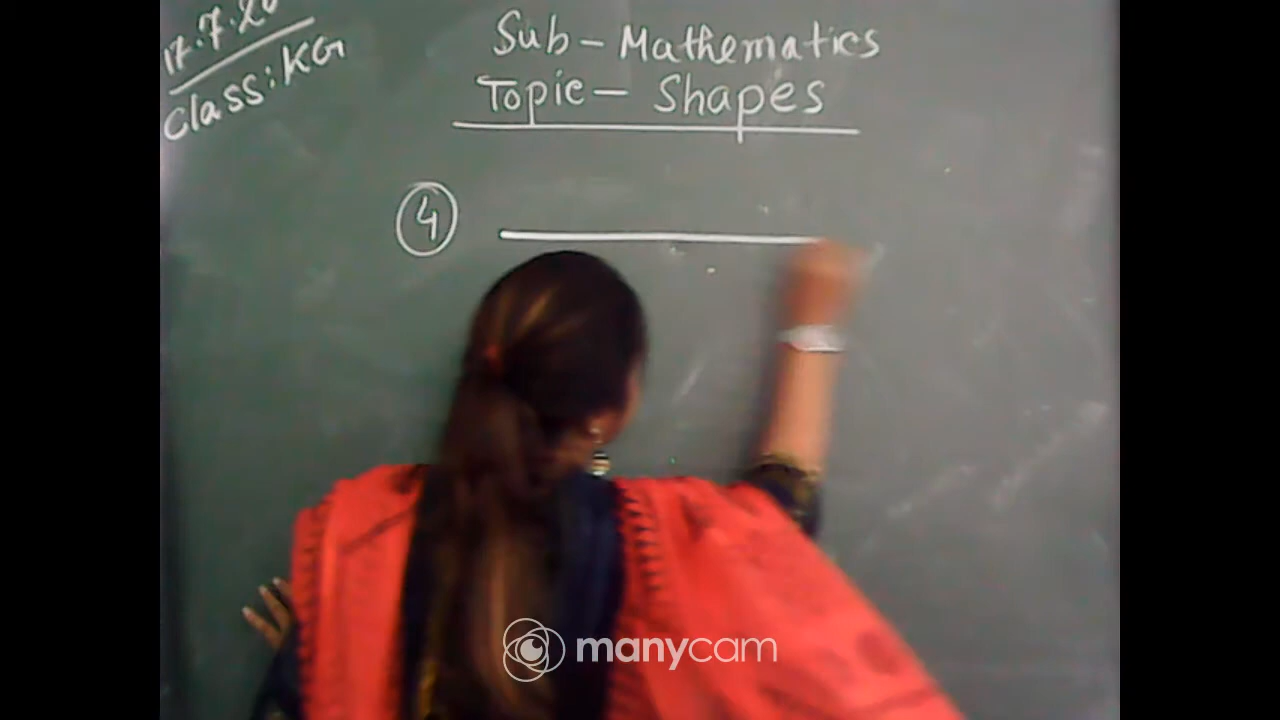 17.7.20
Class: KG
Sub - Mathematics
Topic - Shapes
4
manycam